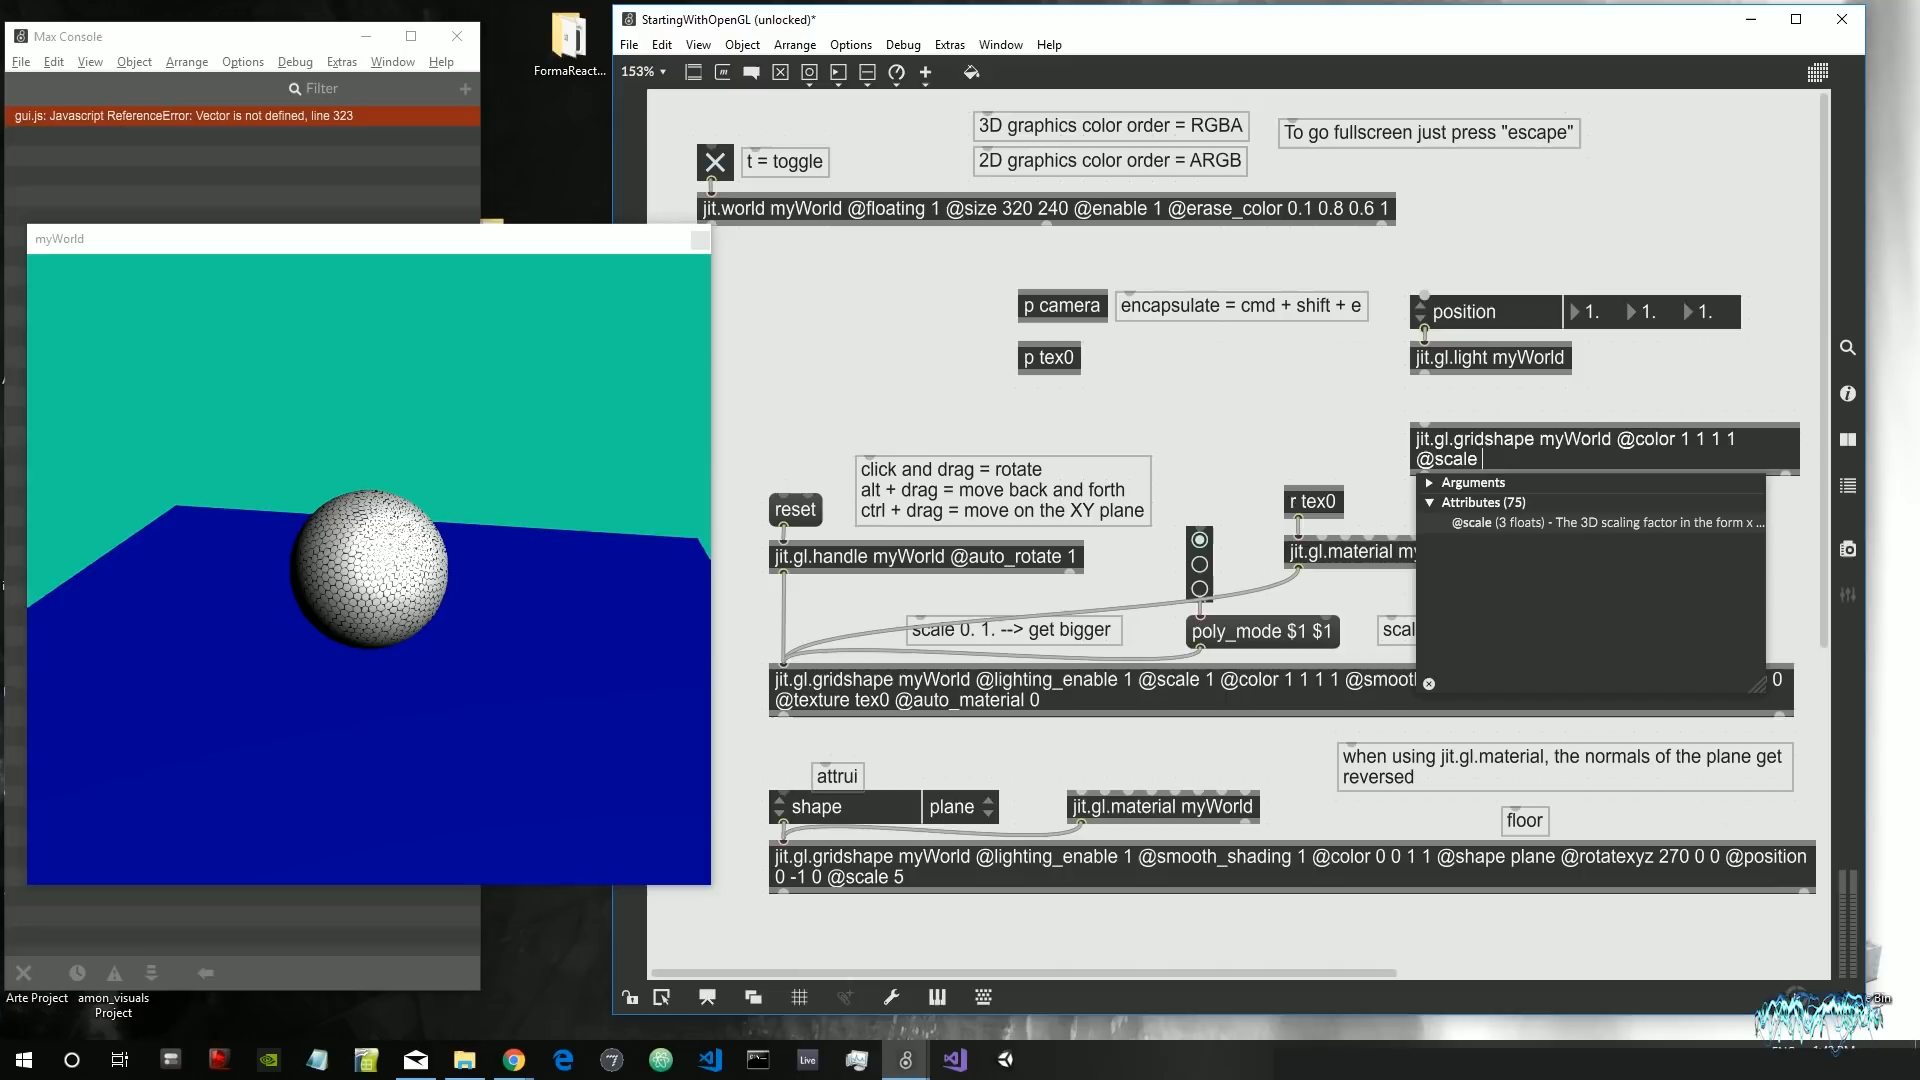 Max Console
File Edit View Object Arrange Options Debug Extras Window Help
Filter
gui.js: Javascript ReferenceError: Vector is not defined, line 323
myWorld
Arte Project
amon_visuals
Project
FormaReact...
StartingWithOpenGL (unlocked)*
File Edit View Object Arrange Options Debug Extras Window Help
153%
3D graphics color order = RGBA
To go fullscreen just press "escape"
t = toggle
2D graphics color order = ARGB
jit.world myWorld @floating 1 @size 320 240 @enable 1 @erase_color 0.1 0.8 0.6 1
p camera
encapsulate = cmd + shift + e
position 1. 1. 1.
p tex0
jit.gl.light myWorld
jit.gl.gridshape myWorld @color 1 1 1 1
@scale
Arguments
Attributes (75)
@scale (3 floats) - The 3D scaling factor in the form x ...
click and drag = rotate
alt + drag = move back and forth
ctrl + drag = move on the XY plane
reset
r tex0
jit.gl.handle myWorld @auto_rotate 1
jit.gl.material my
scale 0. 1. --> get bigger
poly_mode $1 $1
scal
jit.gl.gridshape myWorld @lighting_enable 1 @scale 1 @color 1 1 1 1 @smoot 0
@texture tex0 @auto_material 0
when using jit.gl.material, the normals of the plane get
reversed
attrui
shape plane
jit.gl.material myWorld
floor
jit.gl.gridshape myWorld @lighting_enable 1 @smooth_shading 1 @color 0 0 1 1 @shape plane @rotatexyz 270 0 0 @position
0 -1 0 @scale 5
Bin
Live